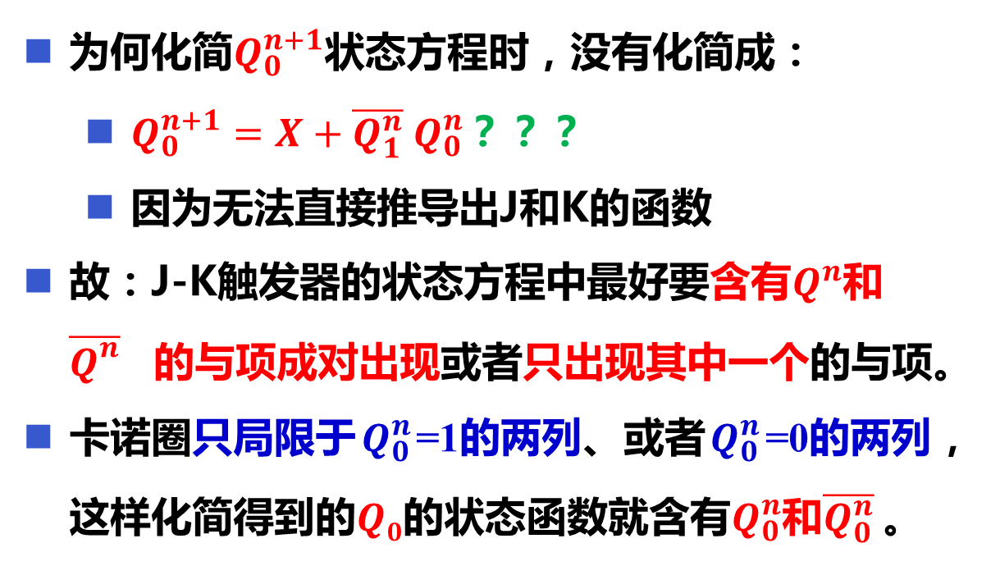 ■ 为何化简$Q_0^{n+1}$状态方程时，没有化简成：
■ $Q_0^{n+1} = X + \overline{Q_1^n}\, Q_0^n$？？？
■ 因为无法直接推导出J和K的函数
■ 故：J-K触发器的状态方程中最好要含有$Q^n$和
$\overline{Q^n}$ 的与项成对出现或者只出现其中一个的与项。
■ 卡诺圈只局限于$Q_0^n$=1的两列、或者$Q_0^n$=0的两列，
这样化简得到的$Q_0$的状态函数就含有$Q_0^n$和$\overline{Q_0^n}$ 。